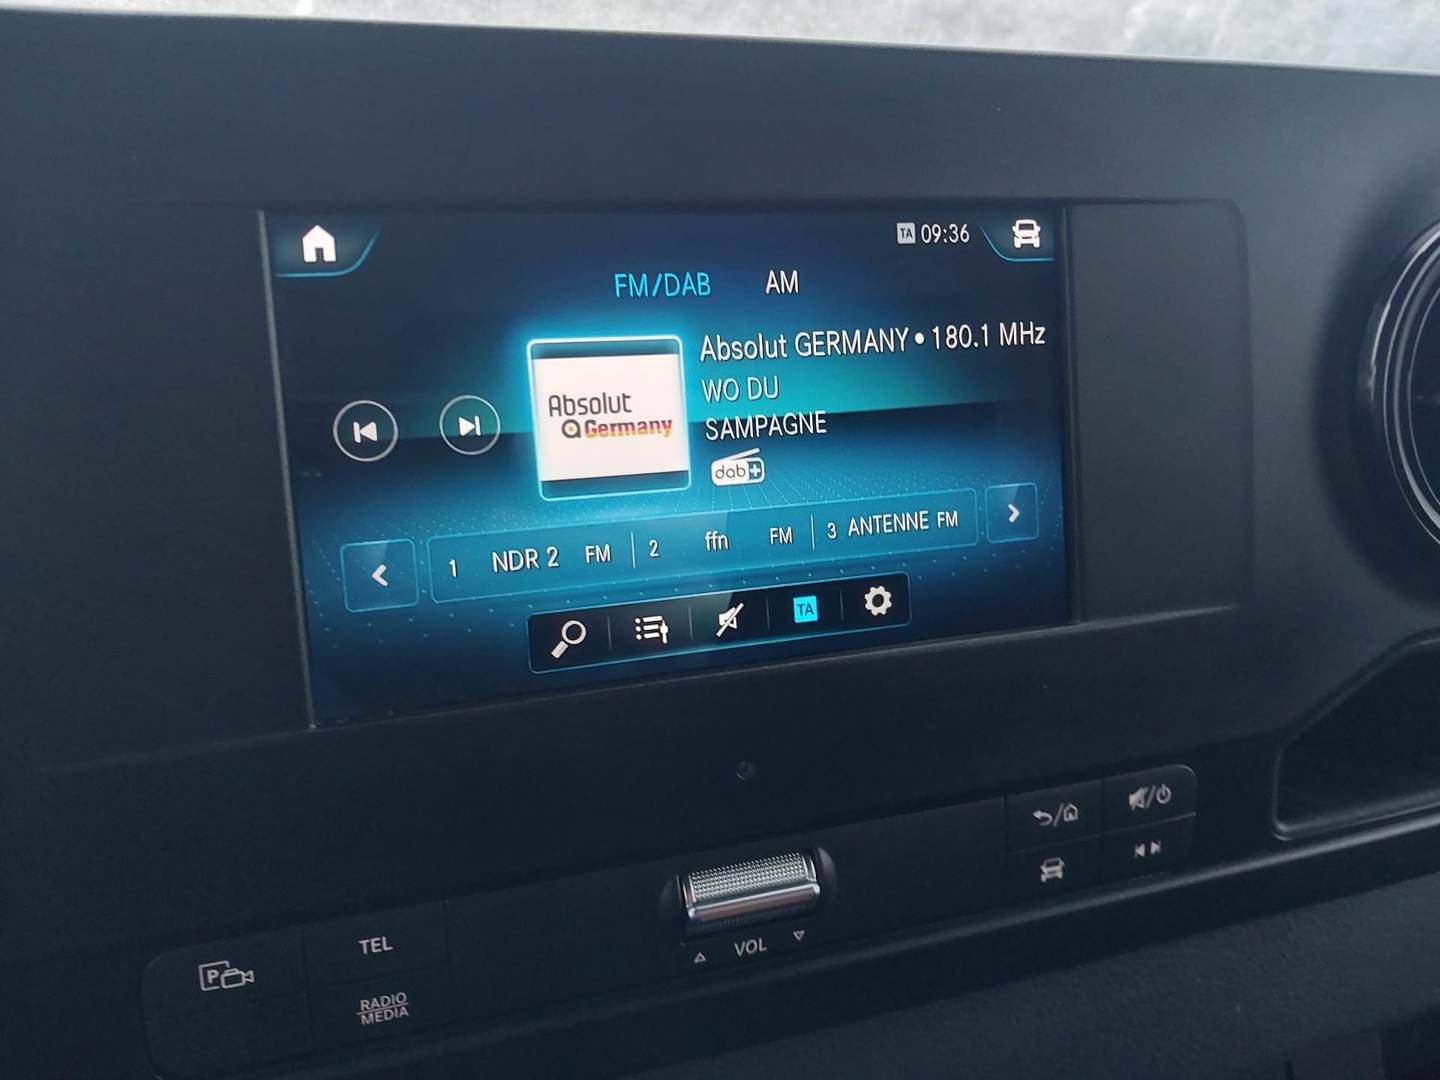 TA 09:36
FM/DAB AM
Absolut GERMANY • 180.1 MHz
WO DU
SAMPAGNE
Absolut
Germany
dab+
1 NDR 2 FM
2 ffn FM
3 ANTENNE FM
TA
VOL
P
TEL
RADIO
MEDIA